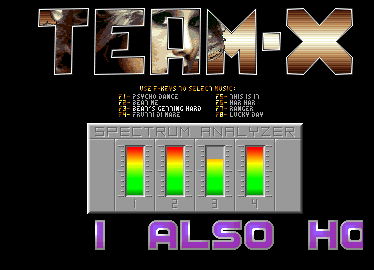 TEAM-X
USE F-KEYS TO SELECT MUSIC:
F1- PSYCHO DANCE F5- THIS IS IT
F2- BEAT ME F6- HAR HAR
F3- BEAT'S GETTING HARD F7- RANGER
F4- FRUTTI DI MARE F8- LUCKY DAY
SPECTRUM ANALYZER
1 2 3 4
I ALSO HO